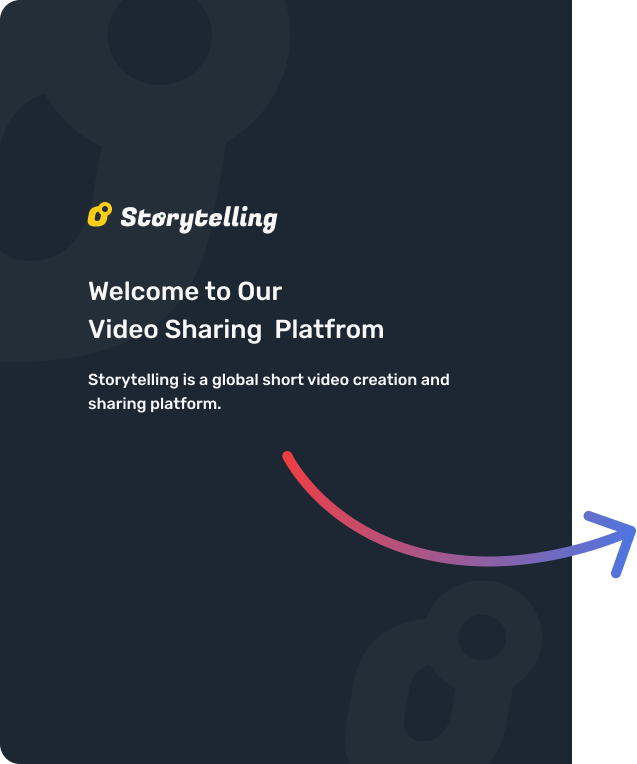 Storytelling
Welcome to Our
Video Sharing Platfrom
Storytelling is a global short video creation and
sharing platform.